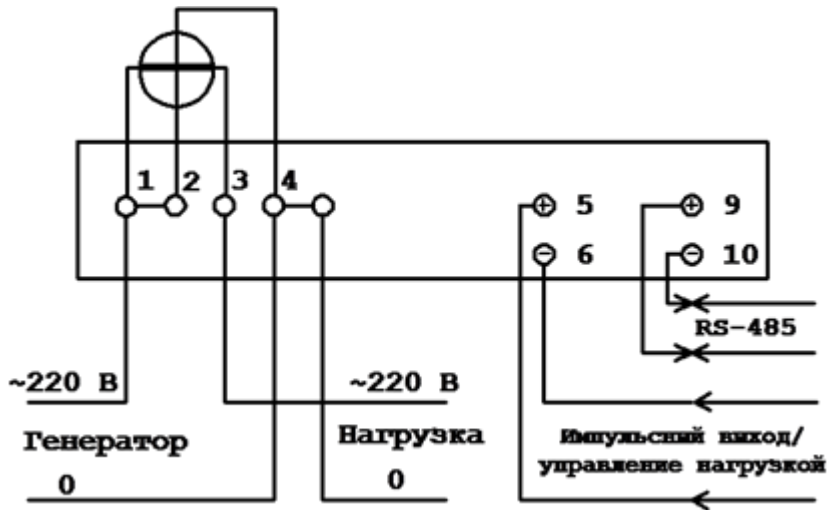 1 2 3 4
5 9
6 10
RS-485
~220 В ~220 В
Генератор Нагрузка
0 0
Импульсный выход/
управление нагрузкой